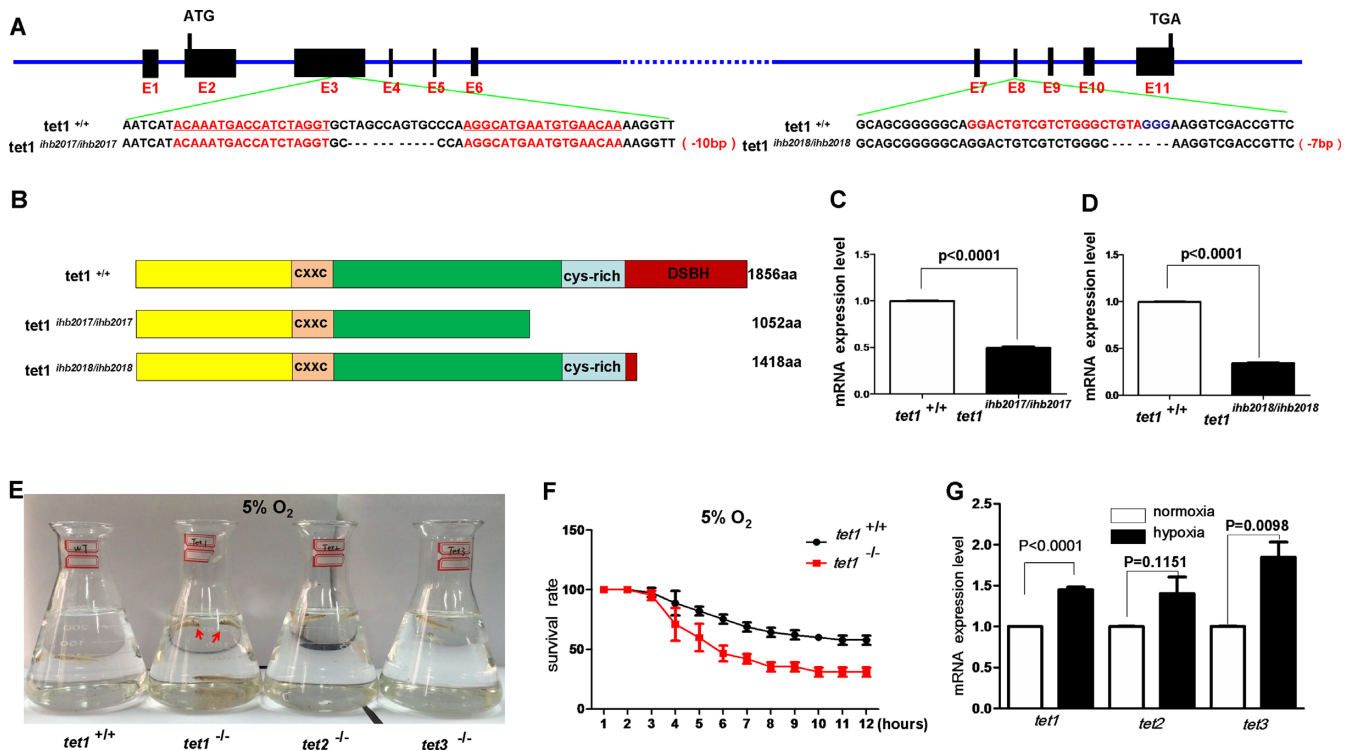 A
ATG
TGA
E1 E2 E3 E4 E5 E6 E7 E8 E9 E10 E11
tet1 +/+ AATCATACAAATGACCATCTAGGTGCTAGCCAGTGCCCAAGGCATGAATGTGAACAAAAGGTT
tet1 ihb2017/ihb2017 AATCATACAAATGACCATCTAGGTGC-- --------CCAAGGCATGAATGTGAACAAAAGGTT ( -10bp)
tet1 +/+ GCAGCGGGGGCAGGACTGTCGTCTGGGCTGTAGGGAAGGTCGACCGTTC
tet1 ihb2018/ihb2018 GCAGCGGGGGCAGGACTGTCGTCTGGGC-------AAGGTCGACCGTTC ( -7bp)
B
tet1 +/+ cxxc cys-rich DSBH 1856aa
tet1 ihb2017/ihb2017 cxxc 1052aa
tet1 ihb2018/ihb2018 cxxc cys-rich 1418aa
C
p<0.0001
mRNA expression level
1.5
1.0
0.5
0.0
tet1 +/+ tet1 ihb2017/ihb2017
D
p<0.0001
mRNA expression level
1.5
1.0
0.5
0.0
tet1 +/+ tet1 ihb2018/ihb2018
E
5% O2
WT Tet1 Tet2 Tet3
200
150
tet1 +/+ tet1 -/- tet2 -/- tet3 -/-
F
5% O2
tet1 +/+
tet1 -/-
survival rate
150
100
50
0
1 2 3 4 5 6 7 8 9 10 11 12 (hours)
G
normoxia
hypoxia
P<0.0001
P=0.1151
P=0.0098
mRNA expression level
2.5
2.0
1.5
1.0
0.5
0.0
tet1 tet2 tet3